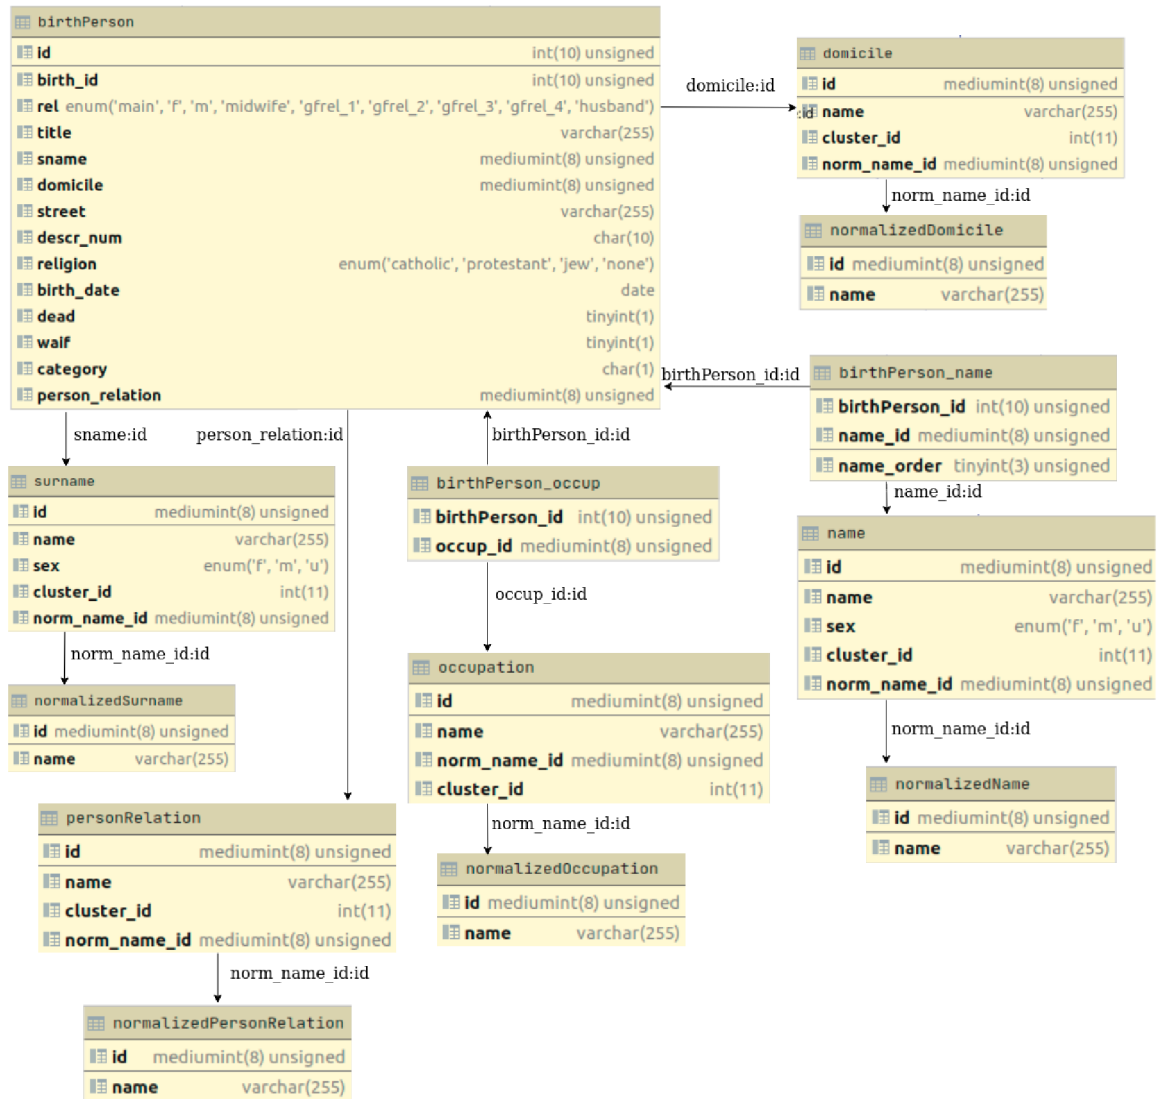 birthPerson
id int(10) unsigned
birth_id int(10) unsigned
rel enum('main', 'f', 'm', 'midwife', 'gfrel_1', 'gfrel_2', 'gfrel_3', 'gfrel_4', 'husband')
title varchar(255)
sname mediumint(8) unsigned
domicile mediumint(8) unsigned
street varchar(255)
descr_num char(10)
religion enum('catholic', 'protestant', 'jew', 'none')
birth_date date
dead tinyint(1)
waif tinyint(1)
category char(1)
person_relation mediumint(8) unsigned
domicile:id
domicile
id mediumint(8) unsigned
:id
name varchar(255)
cluster_id int(11)
norm_name_id mediumint(8) unsigned
norm_name_id:id
normalizedDomicile
id mediumint(8) unsigned
name varchar(255)
birthPerson_id:id
birthPerson_name
birthPerson_id int(10) unsigned
name_id mediumint(8) unsigned
name_order tinyint(3) unsigned
name_id:id
name
id mediumint(8) unsigned
name varchar(255)
sex enum('f', 'm', 'u')
cluster_id int(11)
norm_name_id mediumint(8) unsigned
norm_name_id:id
normalizedName
id mediumint(8) unsigned
name varchar(255)
sname:id
person_relation:id
birthPerson_id:id
surname
id mediumint(8) unsigned
name varchar(255)
sex enum('f', 'm', 'u')
cluster_id int(11)
norm_name_id mediumint(8) unsigned
norm_name_id:id
normalizedSurname
id mediumint(8) unsigned
name varchar(255)
birthPerson_occup
birthPerson_id int(10) unsigned
occup_id mediumint(8) unsigned
occup_id:id
occupation
id mediumint(8) unsigned
name varchar(255)
norm_name_id mediumint(8) unsigned
cluster_id int(11)
norm_name_id:id
normalizedOccupation
id mediumint(8) unsigned
name varchar(255)
personRelation
id mediumint(8) unsigned
name varchar(255)
cluster_id int(11)
norm_name_id mediumint(8) unsigned
norm_name_id:id
normalizedPersonRelation
id mediumint(8) unsigned
name varchar(255)